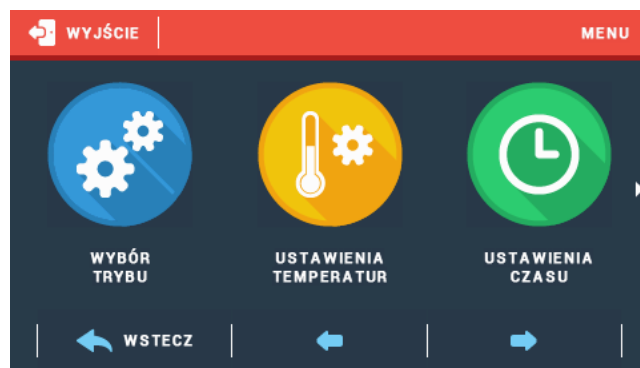 WYJŚCIE
MENU
WYBÓR
TRYBU
USTAWIENIA
TEMPERATUR
USTAWIENIA
CZASU
WSTECZ